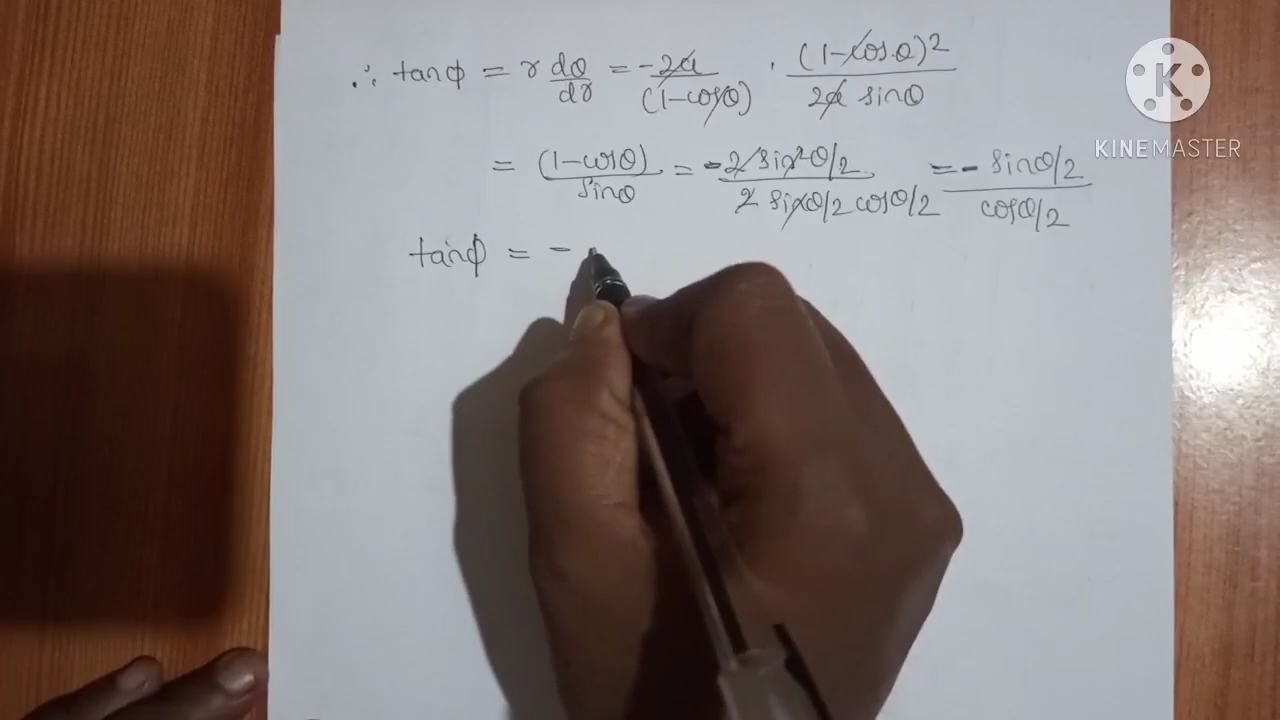 ∴ tanφ = r dθ/dr = -2a/(1-cosθ) · (1-cosθ)²/2a sinθ
= (1-cosθ)/sinθ = -2 sin²θ/2 / 2 sinθ/2 cosθ/2 = - sinθ/2 / cosθ/2
tanφ = -
KINEMASTER